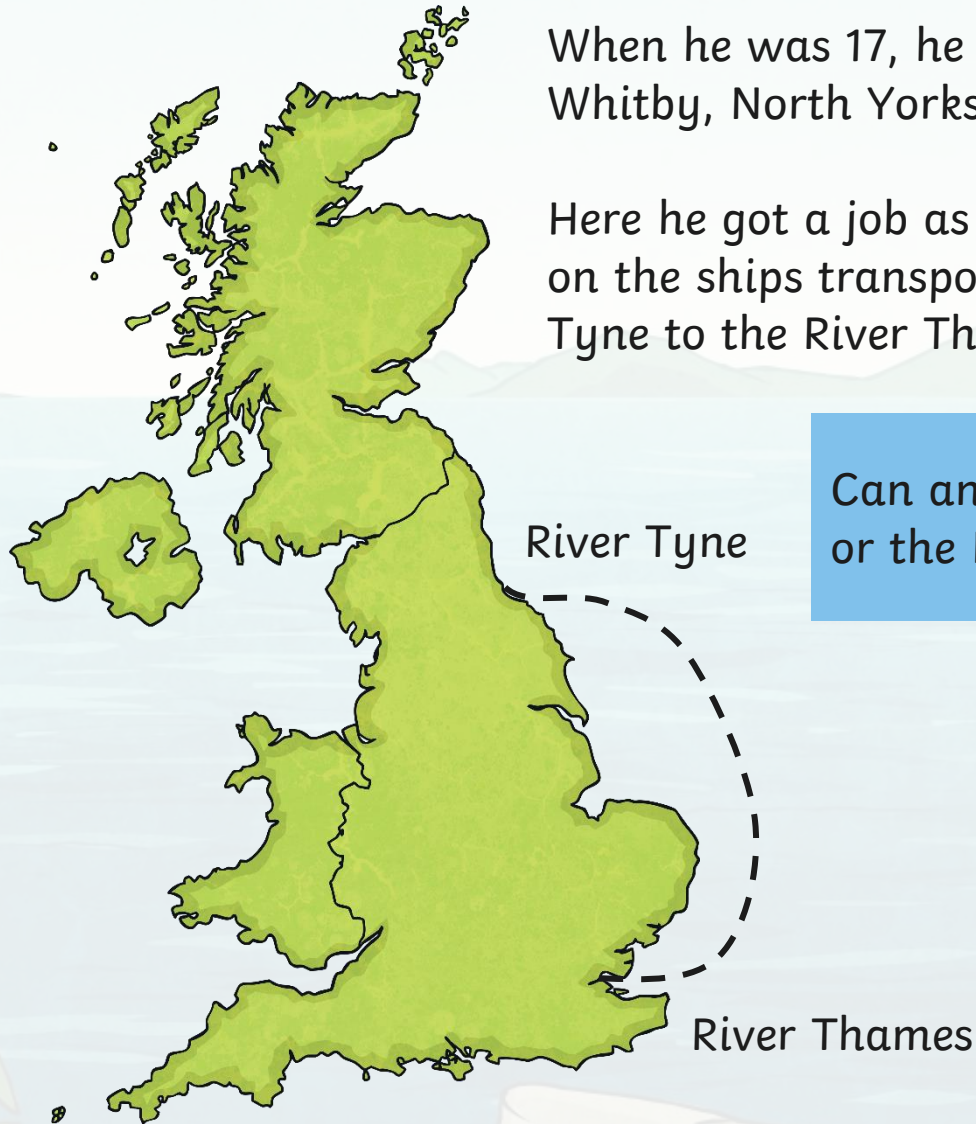 When he was 17, he
Whitby, North Yorks
Here he got a job as
on the ships transpo
Tyne to the River Th
Can an
or the
River Tyne
River Thames